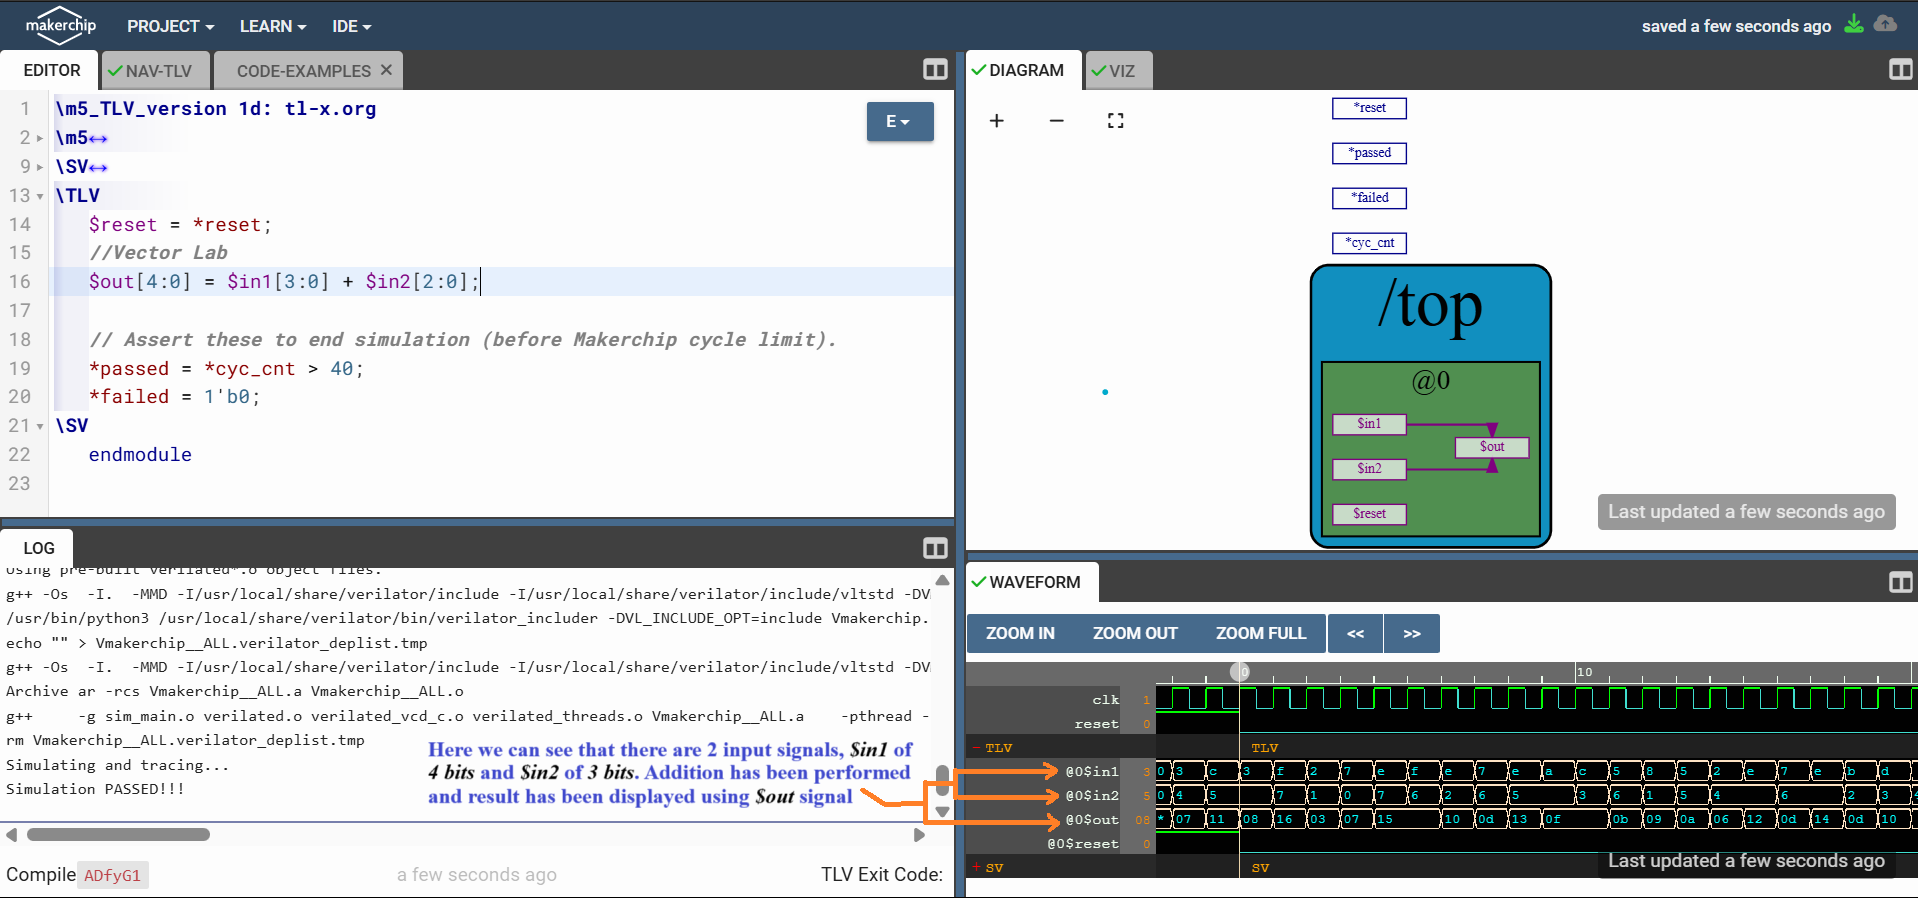 makerchip PROJECT LEARN IDE saved a few seconds ago
EDITOR NAV-TLV CODE-EXAMPLES
1 \m5_TLV_version 1d: tl-x.org
E
2 \m5
9 \SV
13 \TLV
14 $reset = *reset;
15 //Vector Lab
16 $out[4:0] = $in1[3:0] + $in2[2:0];
17
18 // Assert these to end simulation (before Makerchip cycle limit).
19 *passed = *cyc_cnt > 40;
20 *failed = 1'b0;
21 \SV
22 endmodule
23
LOG
Using pre-built verilated*.o object files.
g++ -Os -I. -MMD -I/usr/local/share/verilator/include -I/usr/local/share/verilator/include/vltstd -DV
/usr/bin/python3 /usr/local/share/verilator/bin/verilator_includer -DVL_INCLUDE_OPT=include Vmakerchip.
echo "" > Vmakerchip__ALL.verilator_deplist.tmp
g++ -Os -I. -MMD -I/usr/local/share/verilator/include -I/usr/local/share/verilator/include/vltstd -DV
Archive ar -rcs Vmakerchip__ALL.a Vmakerchip__ALL.o
g++ -g sim_main.o verilated.o verilated_vcd_c.o verilated_threads.o Vmakerchip__ALL.a -pthread -
rm Vmakerchip__ALL.verilator_deplist.tmp
Simulating and tracing...
Simulation PASSED!!!
Here we can see that there are 2 input signals, $in1 of
4 bits and $in2 of 3 bits. Addition has been performed
and result has been displayed using $out signal
Compile ADfyG1 a few seconds ago TLV Exit Code:
DIAGRAM VIZ
+ −
*reset
*passed
*failed
*cyc_cnt
/top
@0
$in1
$out
$in2
$reset
Last updated a few seconds ago
WAVEFORM
ZOOM IN ZOOM OUT ZOOM FULL << >>
0 10
clk 1
reset 0
- TLV TLV
@0$in1 3 0 3 c 3 f 2 7 e f e 7 e a c 5 8 5 2 e 7 e b d
@0$in2 5 0 4 5 7 1 0 7 6 2 6 5 3 6 1 5 4 6 2 3
@0$out 08 * 07 11 08 16 03 07 15 10 0d 13 0f 0b 09 0a 06 12 0d 14 0d 10
@0$reset 0
+ SV SV
Last updated a few seconds ago